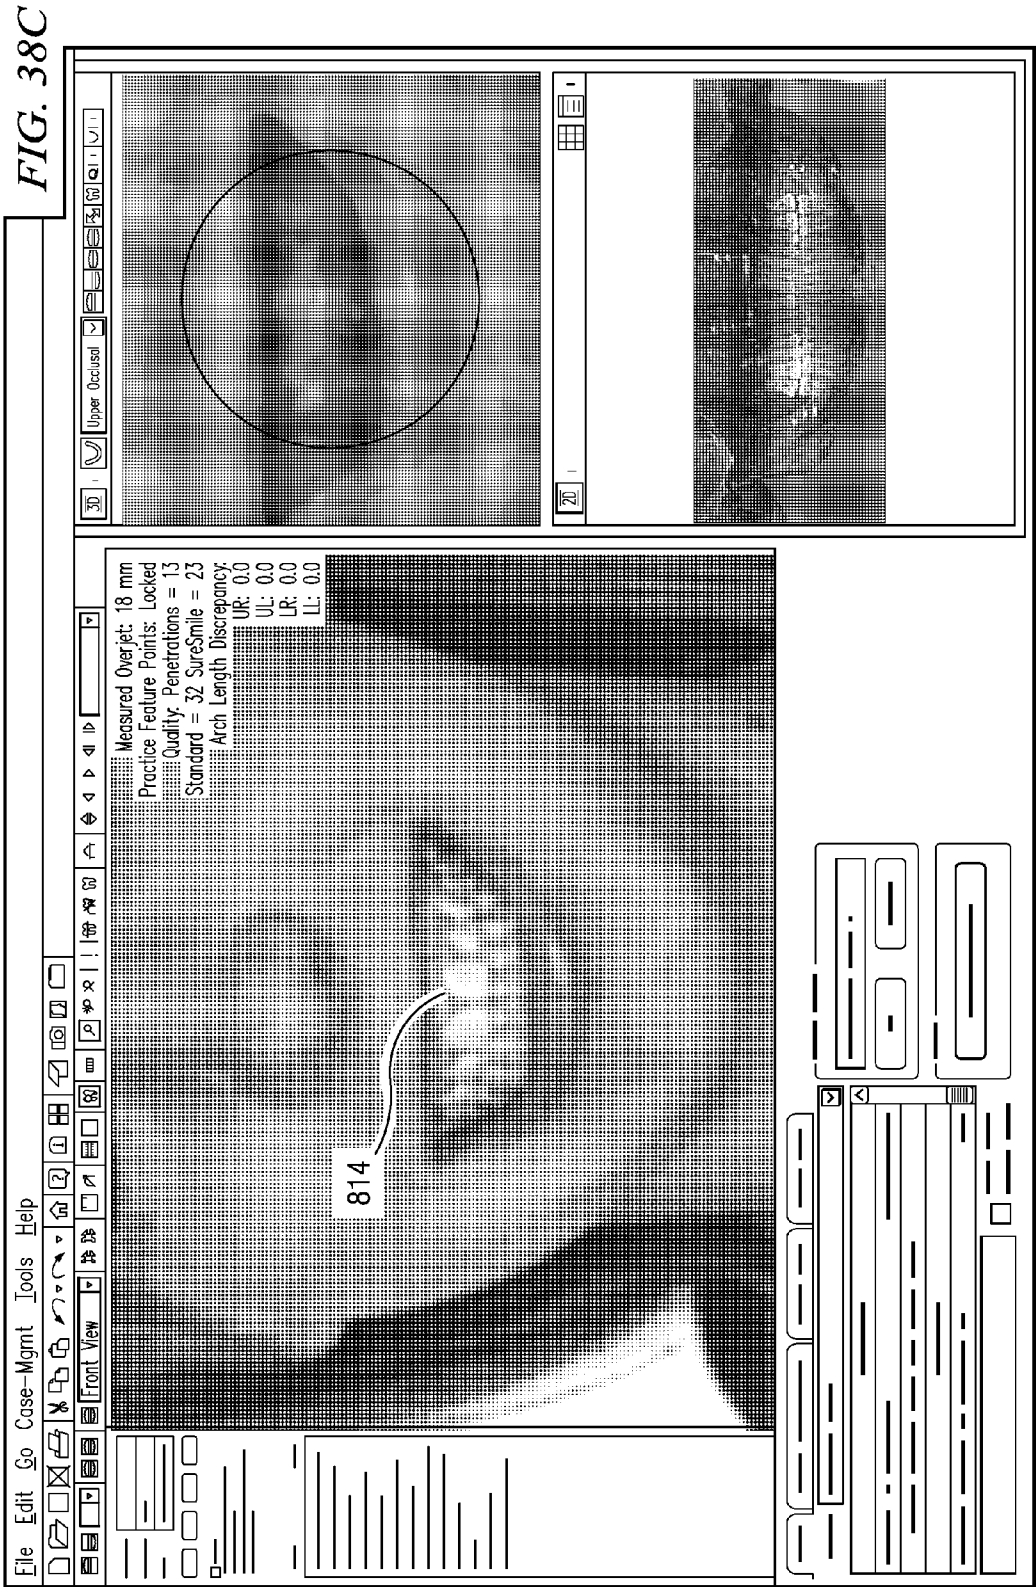 FIG. 38C
File Edit Go Case-Mgmt Tools Help
Front View
3D
Upper Occlusal
Measured Overjet: 18 mm
Practice Feature Points: Locked
Quality: Penetrations = 13
Standard = 32 SureSmile = 23
Arch Length Discrepancy:
UR: 0.0
UL: 0.0
LR: 0.0
LL: 0.0
814
2D